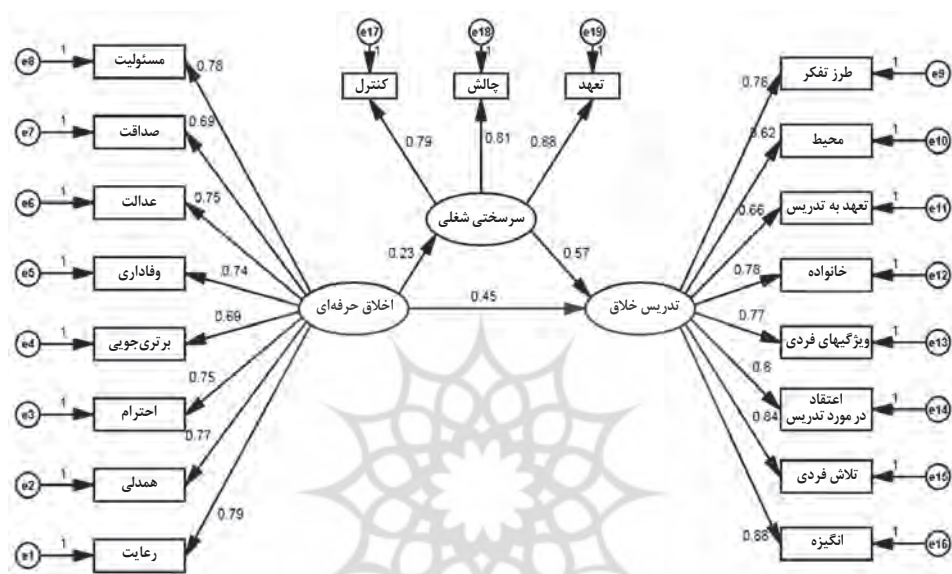 e17
e18
e19
1
1
1
کنترل
چالش
تعهد
0.79
0.81
0.88
سرسختی شغلی
0.23
0.57
اخلاق حرفه‌ای
0.45
تدریس خلاق
e8
1
مسئولیت
0.78
e7
1
صداقت
0.69
e6
1
عدالت
0.75
e5
1
وفاداری
0.74
e4
1
برتری‌جویی
0.69
e3
1
احترام
0.75
e2
1
همدلی
0.77
e1
1
رعایت
0.79
0.78
طرز تفکر
1
e9
0.62
محیط
1
e10
0.66
تعهد به تدریس
1
e11
0.78
خانواده
1
e12
0.77
ویژگیهای فردی
1
e13
0.8
اعتقاد
در مورد تدریس
1
e14
0.84
تلاش فردی
1
e15
0.88
انگیزه
1
e16